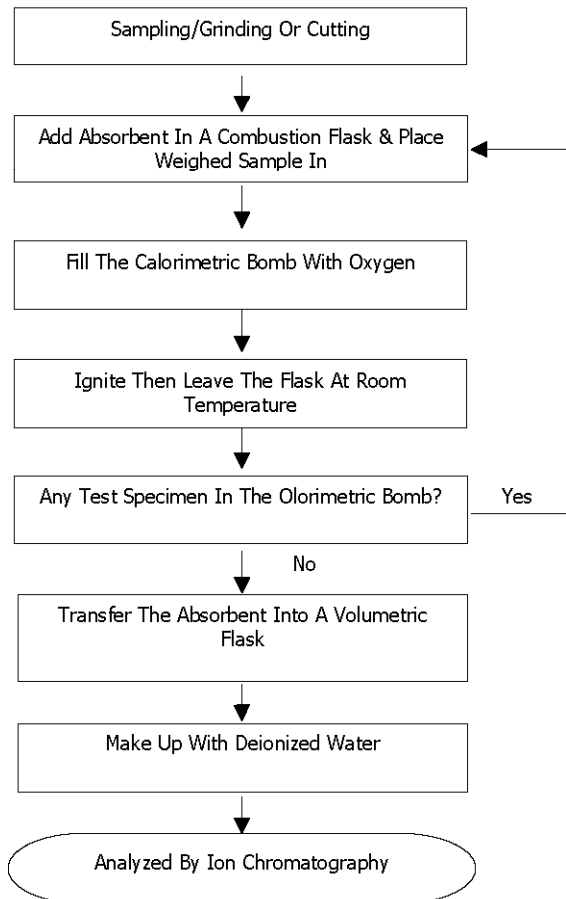 Sampling/Grinding Or Cutting
Add Absorbent In A Combustion Flask & Place
Weighed Sample In
Fill The Calorimetric Bomb With Oxygen
Ignite Then Leave The Flask At Room
Temperature
Any Test Specimen In The Olorimetric Bomb?
Yes
No
Transfer The Absorbent Into A Volumetric
Flask
Make Up With Deionized Water
Analyzed By Ion Chromatography